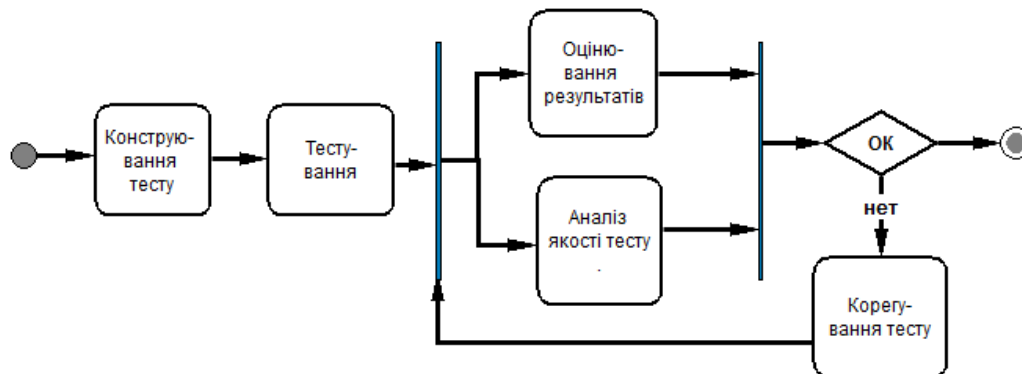 Конструю-
вання
тесту
Тесту-
вання
Оціню-
вання
результатів
Аналіз
якості тесту
.
ОК
нет
Корегу-
вання тесту